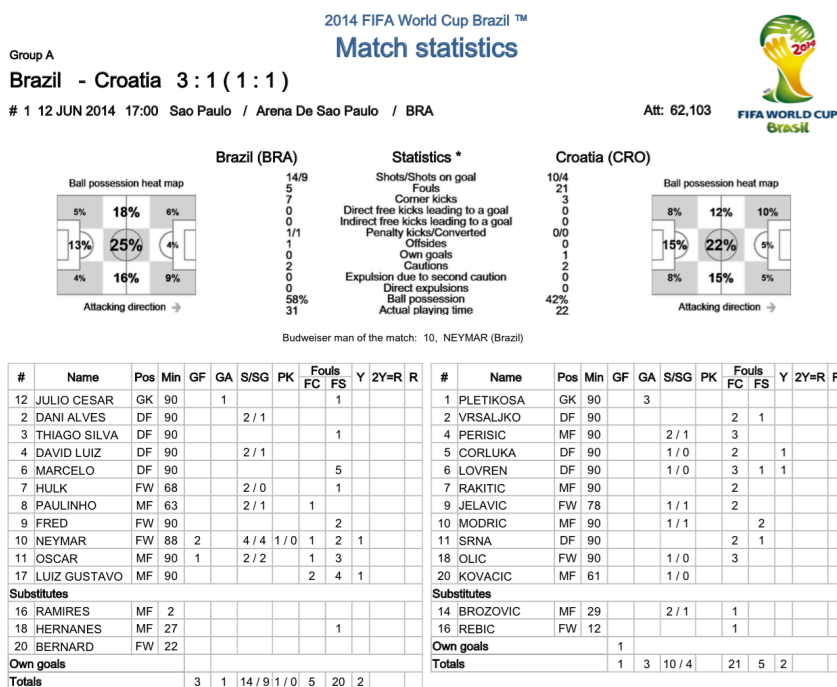 2014 FIFA World Cup Brazil ™
Match statistics
2014
FIFA WORLD CUP
Brasil
Group A
Brazil - Croatia 3 : 1 ( 1 : 1 )
# 1 12 JUN 2014 17:00 Sao Paulo / Arena De Sao Paulo / BRA Att: 62,103
Brazil (BRA) Statistics * Croatia (CRO)
14/9 Shots/Shots on goal 10/4
5 Fouls 21
7 Corner kicks 3
0 Direct free kicks leading to a goal 0
0 Indirect free kicks leading to a goal 0
1/1 Penalty kicks/Converted 0/0
1 Offsides 0
0 Own goals 1
2 Cautions 2
0 Expulsion due to second caution 0
0 Direct expulsions 0
58% Ball possession 42%
31 Actual playing time 22
Ball possession heat map
5% 18% 6%
13% 25% 4%
4% 16% 9%
Attacking direction
Ball possession heat map
8% 12% 10%
15% 22% 5%
8% 15% 5%
Attacking direction
Budweiser man of the match: 10, NEYMAR (Brazil)
# Name Pos Min GF GA S/SG PK Fouls FC FS Y 2Y=R R
12 JULIO CESAR GK 90 1 1
2 DANI ALVES DF 90 2 / 1
3 THIAGO SILVA DF 90 1
4 DAVID LUIZ DF 90 2 / 1
6 MARCELO DF 90 5
7 HULK FW 68 2 / 0 1
8 PAULINHO MF 63 2 / 1 1
9 FRED FW 90 2
10 NEYMAR FW 88 2 4 / 4 1 / 0 1 2 1
11 OSCAR MF 90 1 2 / 2 1 3
17 LUIZ GUSTAVO MF 90 2 4 1
Substitutes
16 RAMIRES MF 2
18 HERNANES MF 27 1
20 BERNARD FW 22
Own goals
Totals 3 1 14 / 9 1 / 0 5 20 2
# Name Pos Min GF GA S/SG PK Fouls FC FS Y 2Y=R R
1 PLETIKOSA GK 90 3
2 VRSALJKO DF 90 2 1
4 PERISIC MF 90 2 / 1 3
5 CORLUKA DF 90 1 / 0 2 1
6 LOVREN DF 90 1 / 0 3 1 1
7 RAKITIC MF 90 2
9 JELAVIC FW 78 1 / 1 2
10 MODRIC MF 90 1 / 1 2
11 SRNA DF 90 2 1
18 OLIC FW 90 1 / 0 3
20 KOVACIC MF 61 1 / 0
Substitutes
14 BROZOVIC MF 29 2 / 1 1
16 REBIC FW 12 1
Own goals 1
Totals 1 3 10 / 4 21 5 2